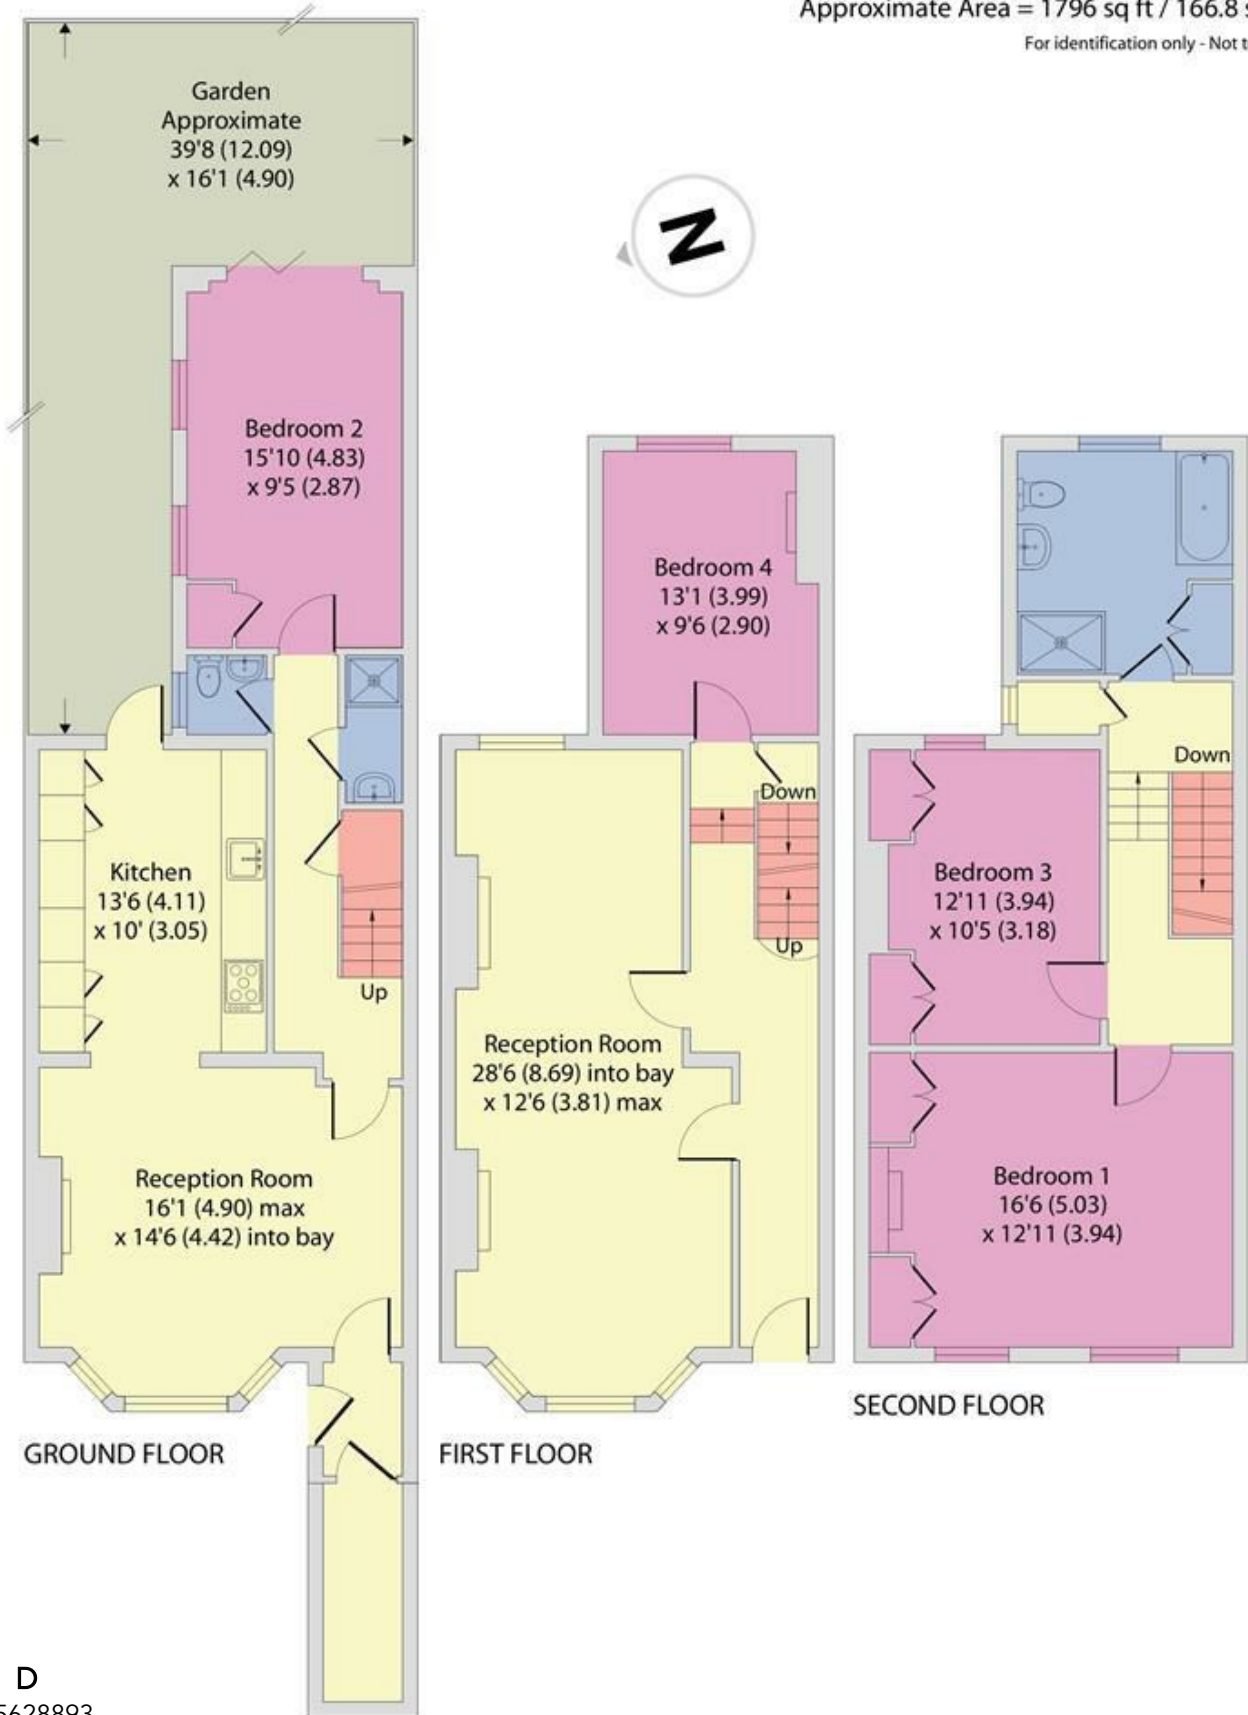 Approximate Area = 1796 sq ft / 166.8
For identification only - Not
Garden
Approximate
39'8 (12.09)
x 16'1 (4.90)
N
Bedroom 2
15'10 (4.83)
x 9'5 (2.87)
Bedroom 4
13'1 (3.99)
x 9'6 (2.90)
Down
Down
Kitchen
13'6 (4.11)
x 10' (3.05)
Bedroom 3
12'11 (3.94)
x 10'5 (3.18)
Up
Up
Reception Room
28'6 (8.69) into bay
x 12'6 (3.81) max
Reception Room
16'1 (4.90) max
x 14'6 (4.42) into bay
Bedroom 1
16'6 (5.03)
x 12'11 (3.94)
SECOND FLOOR
GROUND FLOOR
FIRST FLOOR
D